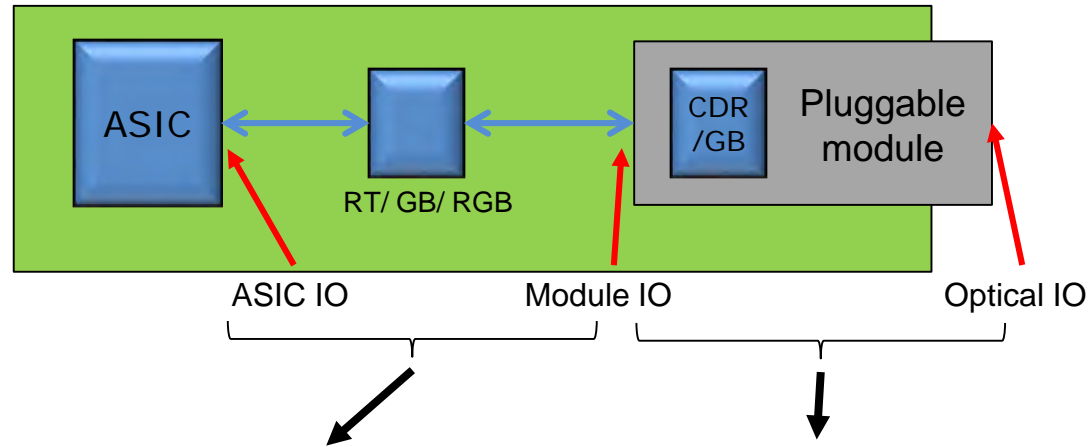 ASIC
CDR
/GB
Pluggable
module
RT/ GB/ RGB
ASIC IO
Module IO
Optical IO